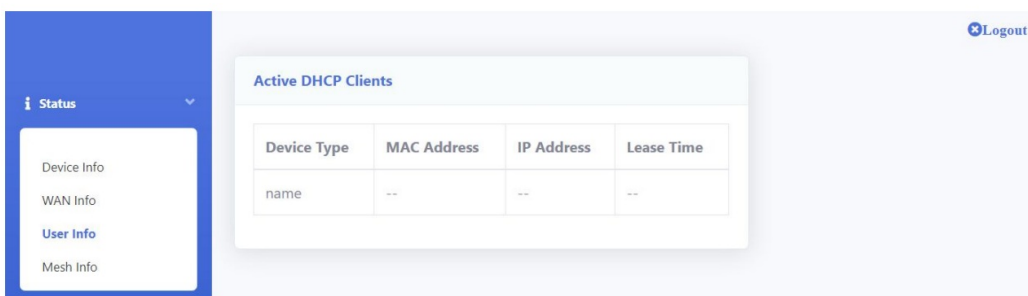 Logout
Status
Device Info
WAN Info
User Info
Mesh Info
Active DHCP Clients
Device Type MAC Address IP Address Lease Time
name -- -- --